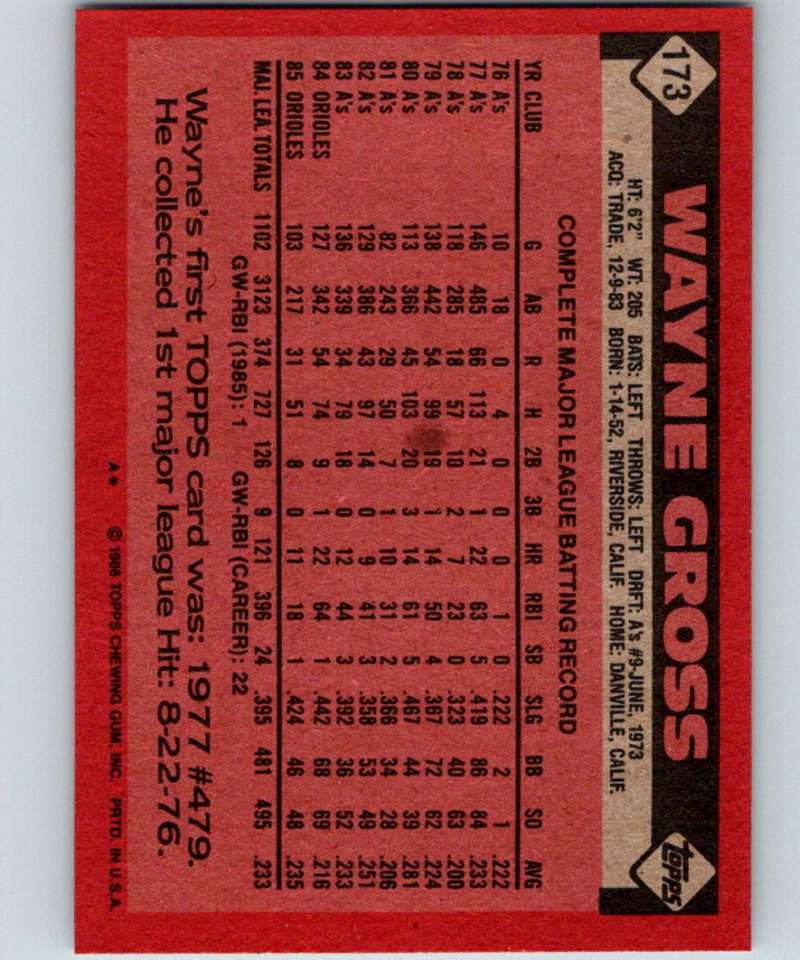 173 WAYNE GROSS TOPPS
HT: 6'2" WT: 205 BATS: LEFT THROWS: LEFT DRFT: A's #9-JUNE, 1973
ACQ: TRADE, 12-9-83 BORN: 1-14-52, RIVERSIDE, CALIF. HOME: DANVILLE, CALIF.
COMPLETE MAJOR LEAGUE BATTING RECORD
YR CLUB G AB R H 2B 3B HR RBI SB SLG BB SO AVG
76 A's 10 18 0 4 0 0 0 1 0 .222 2 1 .222
77 A's 146 485 66 113 21 1 22 63 5 .419 86 84 .233
78 A's 118 285 18 57 10 2 7 23 0 .323 40 63 .200
79 A's 138 442 54 99 19 1 14 50 4 .367 72 62 .224
80 A's 113 366 45 103 20 3 14 61 5 .467 44 39 .281
81 A's 82 243 29 50 7 1 10 31 2 .366 34 28 .206
82 A's 129 386 43 97 14 0 9 41 3 .358 53 49 .251
83 A's 136 339 34 79 18 0 12 44 3 .392 36 52 .233
84 ORIOLES 127 342 54 74 9 1 22 64 1 .442 68 69 .216
85 ORIOLES 103 217 31 51 8 0 11 18 1 .424 46 48 .235
MAJ. LEA. TOTALS 1102 3123 374 727 126 9 121 396 24 .395 481 495 .233
GW-RBI (1985): 1 GW-RBI (CAREER): 22
Wayne's first TOPPS card was: 1977 #479.
He collected 1st major league Hit: 8-22-76.
A* © 1986 TOPPS CHEWING GUM, INC. PRTD. IN U.S.A.